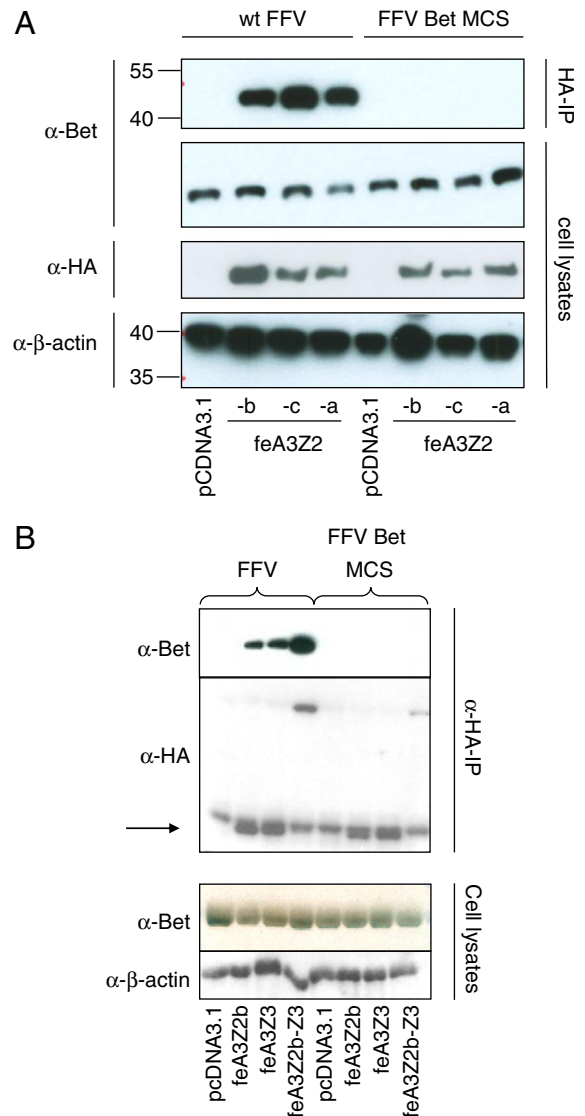 A
wt FFV
FFV Bet MCS
55
40
α-Bet
HA-IP
α-HA
cell lysates
40
α-β-actin
35
pCDNA3.1
-b
-c
-a
pCDNA3.1
-b
-c
-a
feA3Z2
feA3Z2
B
FFV Bet
FFV
MCS
α-Bet
α-HA
α-HA-IP
α-Bet
Cell lysates
α-β-actin
pcDNA3.1
feA3Z2b
feA3Z3
feA3Z2b-Z3
pcDNA3.1
feA3Z2b
feA3Z3
feA3Z2b-Z3